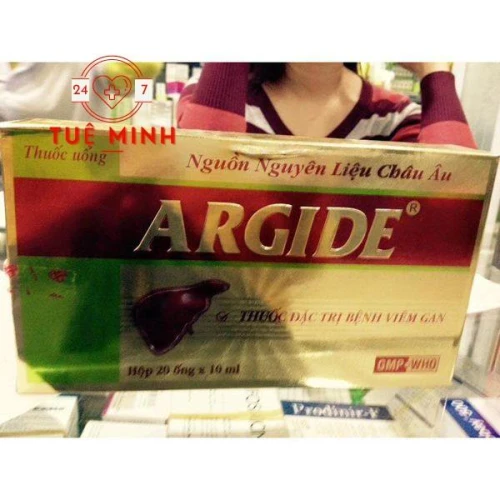 24 7
TUỆ MINH
Thuốc uống
Nguồn Nguyên Liệu Châu Âu
ARGIDE®
THUỐC ĐẶC TRỊ BỆNH VIÊM GAN
Hộp 20 ống x 10 ml
GMP-WHO
Prodinir-Y